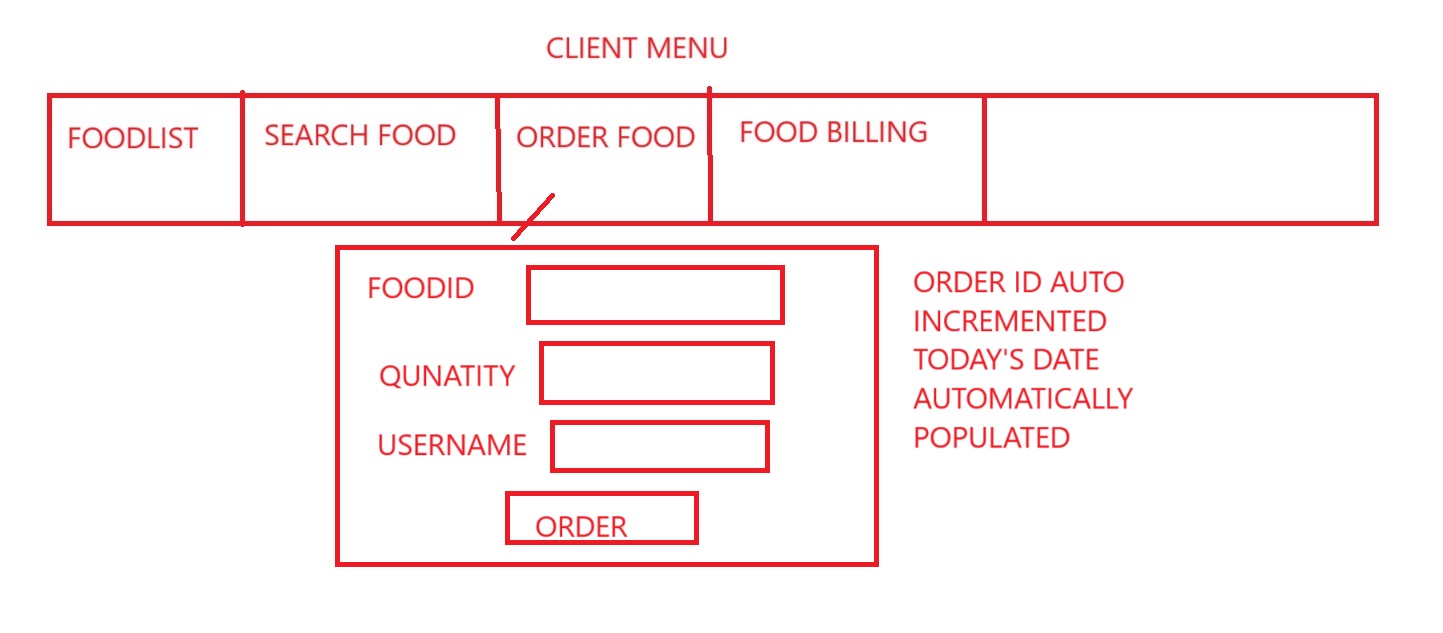 CLIENT MENU
FOODLIST
SEARCH FOOD
ORDER FOOD
FOOD BILLING
FOODID
QUNATITY
USERNAME
ORDER
ORDER ID AUTO
INCREMENTED
TODAY'S DATE
AUTOMATICALLY
POPULATED